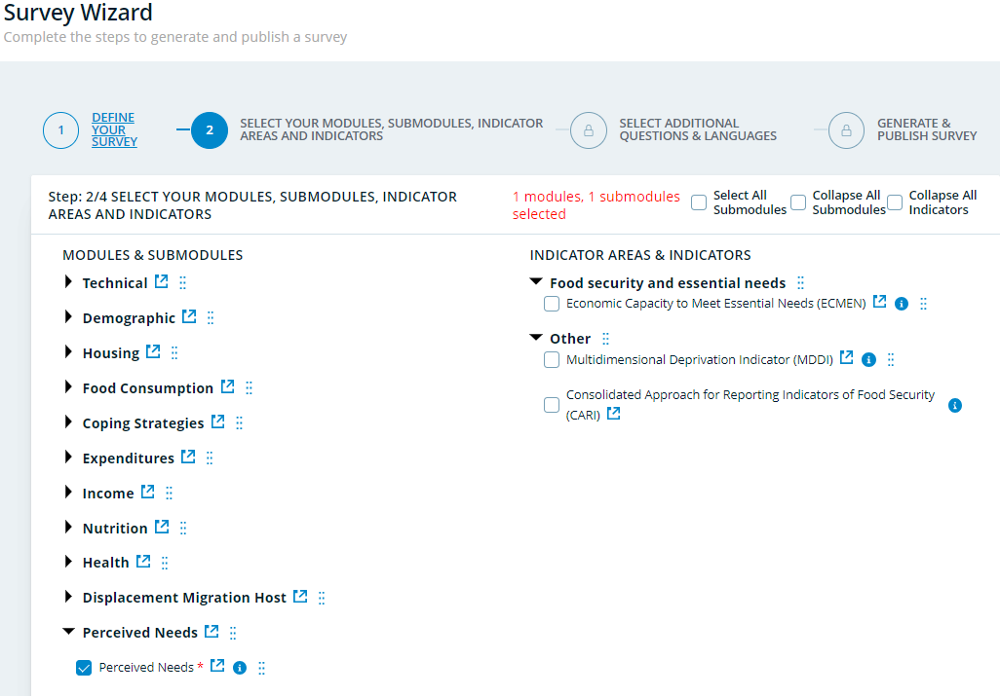 Survey Wizard
Complete the steps to generate and publish a survey
1
DEFINE
YOUR
SURVEY
2
SELECT YOUR MODULES, SUBMODULES, INDICATOR
AREAS AND INDICATORS
SELECT ADDITIONAL
QUESTIONS & LANGUAGES
GENERATE &
PUBLISH SURVEY
Step: 2/4 SELECT YOUR MODULES, SUBMODULES, INDICATOR
AREAS AND INDICATORS
1 modules, 1 submodules
selected
Select All
Submodules
Collapse All
Submodules
Collapse All
Indicators
MODULES & SUBMODULES
Technical
Demographic
Housing
Food Consumption
Coping Strategies
Expenditures
Income
Nutrition
Health
Displacement Migration Host
Perceived Needs
Perceived Needs *
INDICATOR AREAS & INDICATORS
Food security and essential needs
Economic Capacity to Meet Essential Needs (ECMEN)
Other
Multidimensional Deprivation Indicator (MDDI)
Consolidated Approach for Reporting Indicators of Food Security
(CARI)